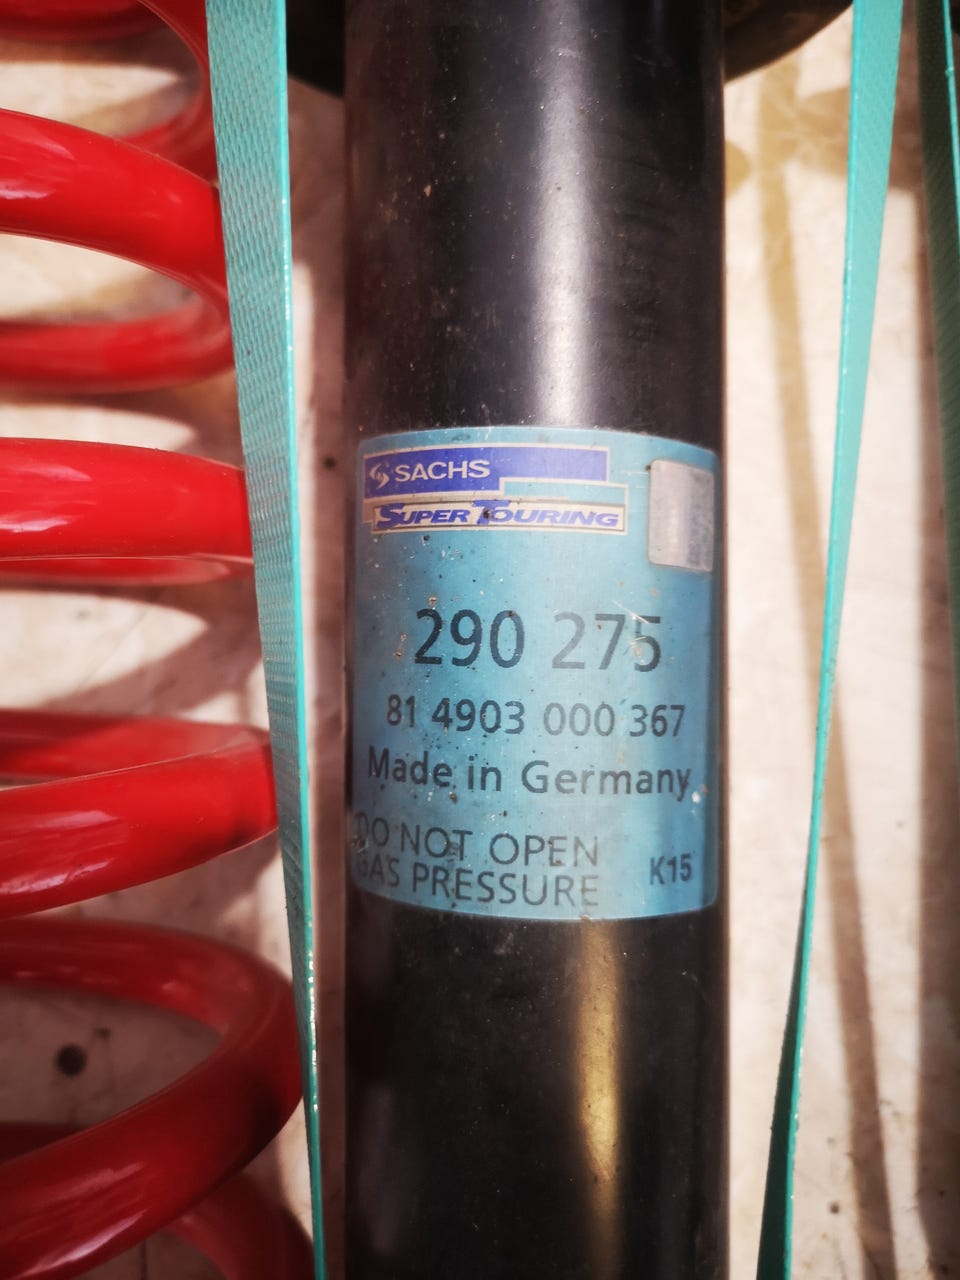 SACHS
SUPER TOURING
290 275
81 4903 000 367
Made in Germany
DO NOT OPEN
GAS PRESSURE K15